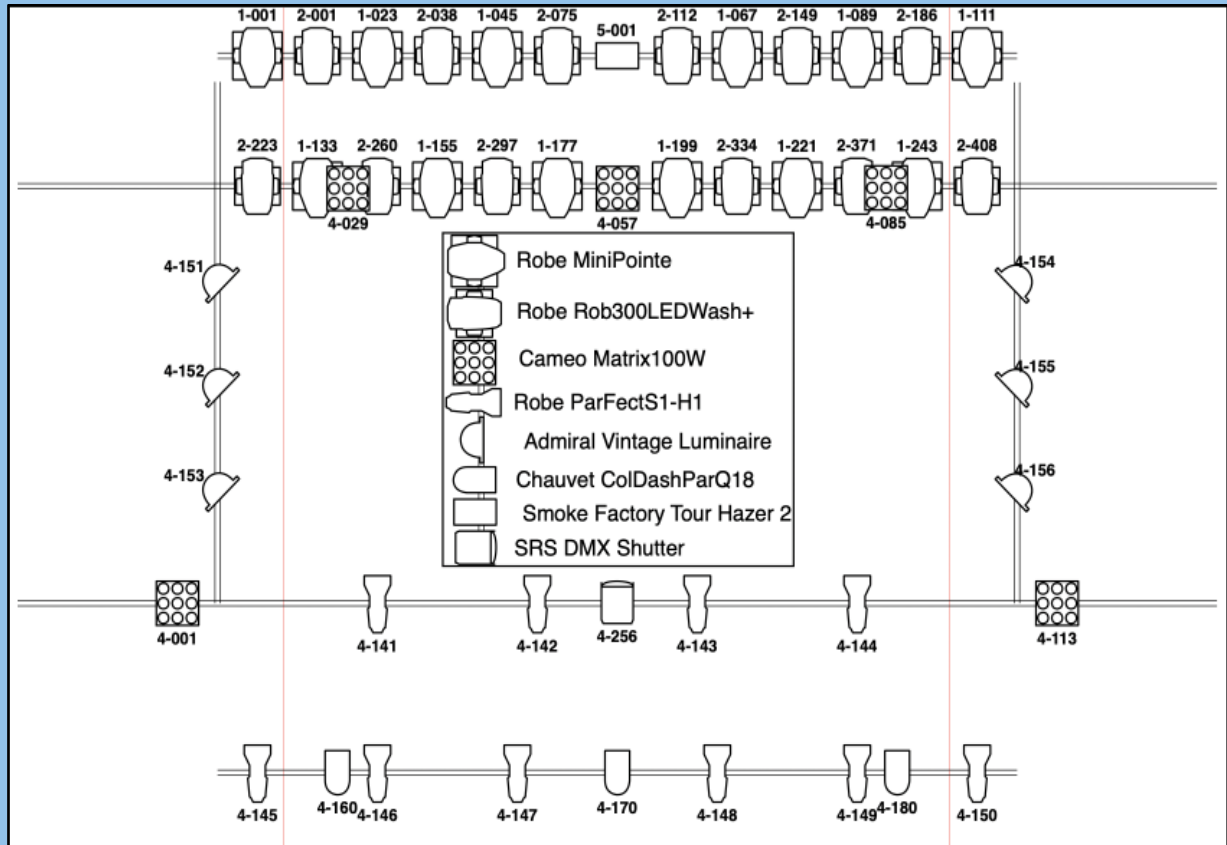 1-001 2-001 1-023 2-038 1-045 2-075 5-001 2-112 1-067 2-149 1-089 2-186 1-111
2-223 1-133 2-260 1-155 2-297 1-177 1-199 2-334 1-221 2-371 1-243 2-408
4-029 4-057 4-085
Robe MiniPointe
Robe Rob300LEDWash+
Cameo Matrix100W
Robe ParFectS1-H1
Admiral Vintage Luminaire
Chauvet ColDashParQ18
Smoke Factory Tour Hazer 2
SRS DMX Shutter
4-151 4-154
4-152 4-155
4-153 4-156
4-001 4-141 4-142 4-256 4-143 4-144 4-113
4-145 4-160 4-146 4-147 4-170 4-148 4-149 4-180 4-150